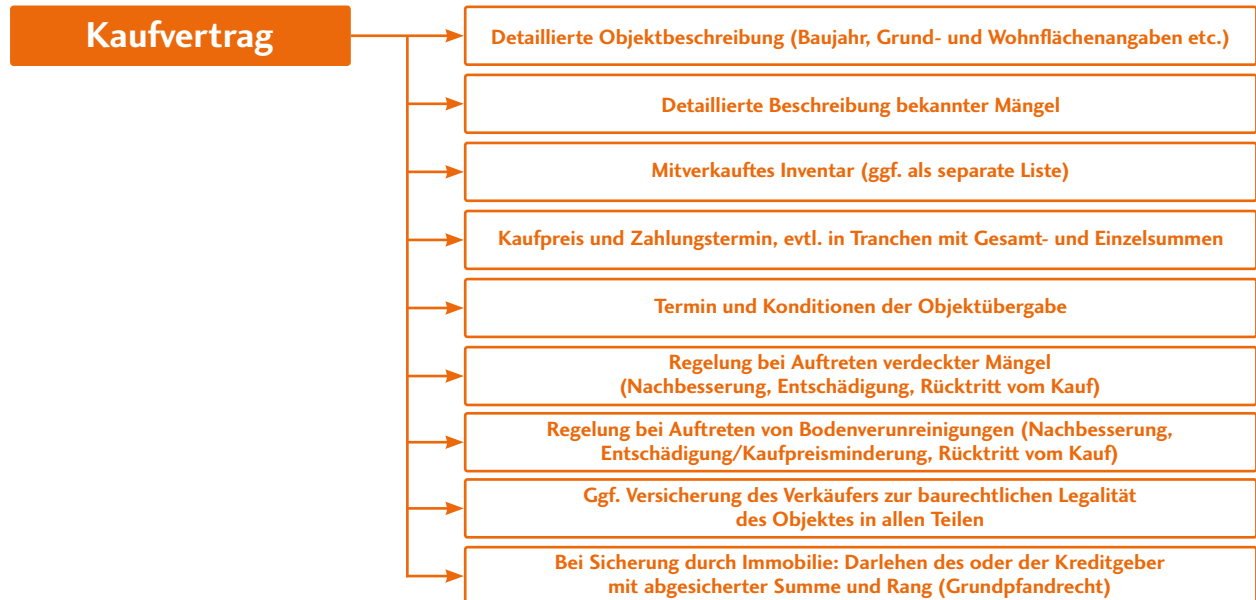 Kaufvertrag
Detaillierte Objektbeschreibung (Baujahr, Grund- und Wohnflächenangaben etc.)
Detaillierte Beschreibung bekannter Mängel
Mitverkauftes Inventar (ggf. als separate Liste)
Kaufpreis und Zahlungstermin, evtl. in Tranchen mit Gesamt- und Einzelsummen
Termin und Konditionen der Objektübergabe
Regelung bei Auftreten verdeckter Mängel
(Nachbesserung, Entschädigung, Rücktritt vom Kauf)
Regelung bei Auftreten von Bodenverunreinigungen (Nachbesserung,
Entschädigung/Kaufpreisminderung, Rücktritt vom Kauf)
Ggf. Versicherung des Verkäufers zur baurechtlichen Legalität
des Objektes in allen Teilen
Bei Sicherung durch Immobilie: Darlehen des oder der Kreditgeber
mit abgesicherter Summe und Rang (Grundpfandrecht)